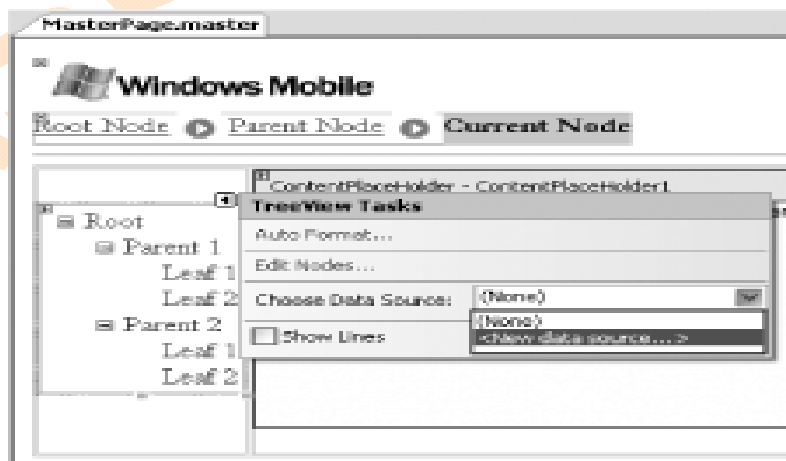 MasterPage.master
Windows Mobile
Root Node Parent Node Current Node
ContentPlaceHolder - ContentPlaceHolder1
TreeView Tasks
Root
Auto Format...
Parent 1
Edit Nodes...
Leaf 1
Leaf 2
Choose Data Source: (None)
(None)
<New data source...>
Parent 2
Show Lines
Leaf 1
Leaf 2